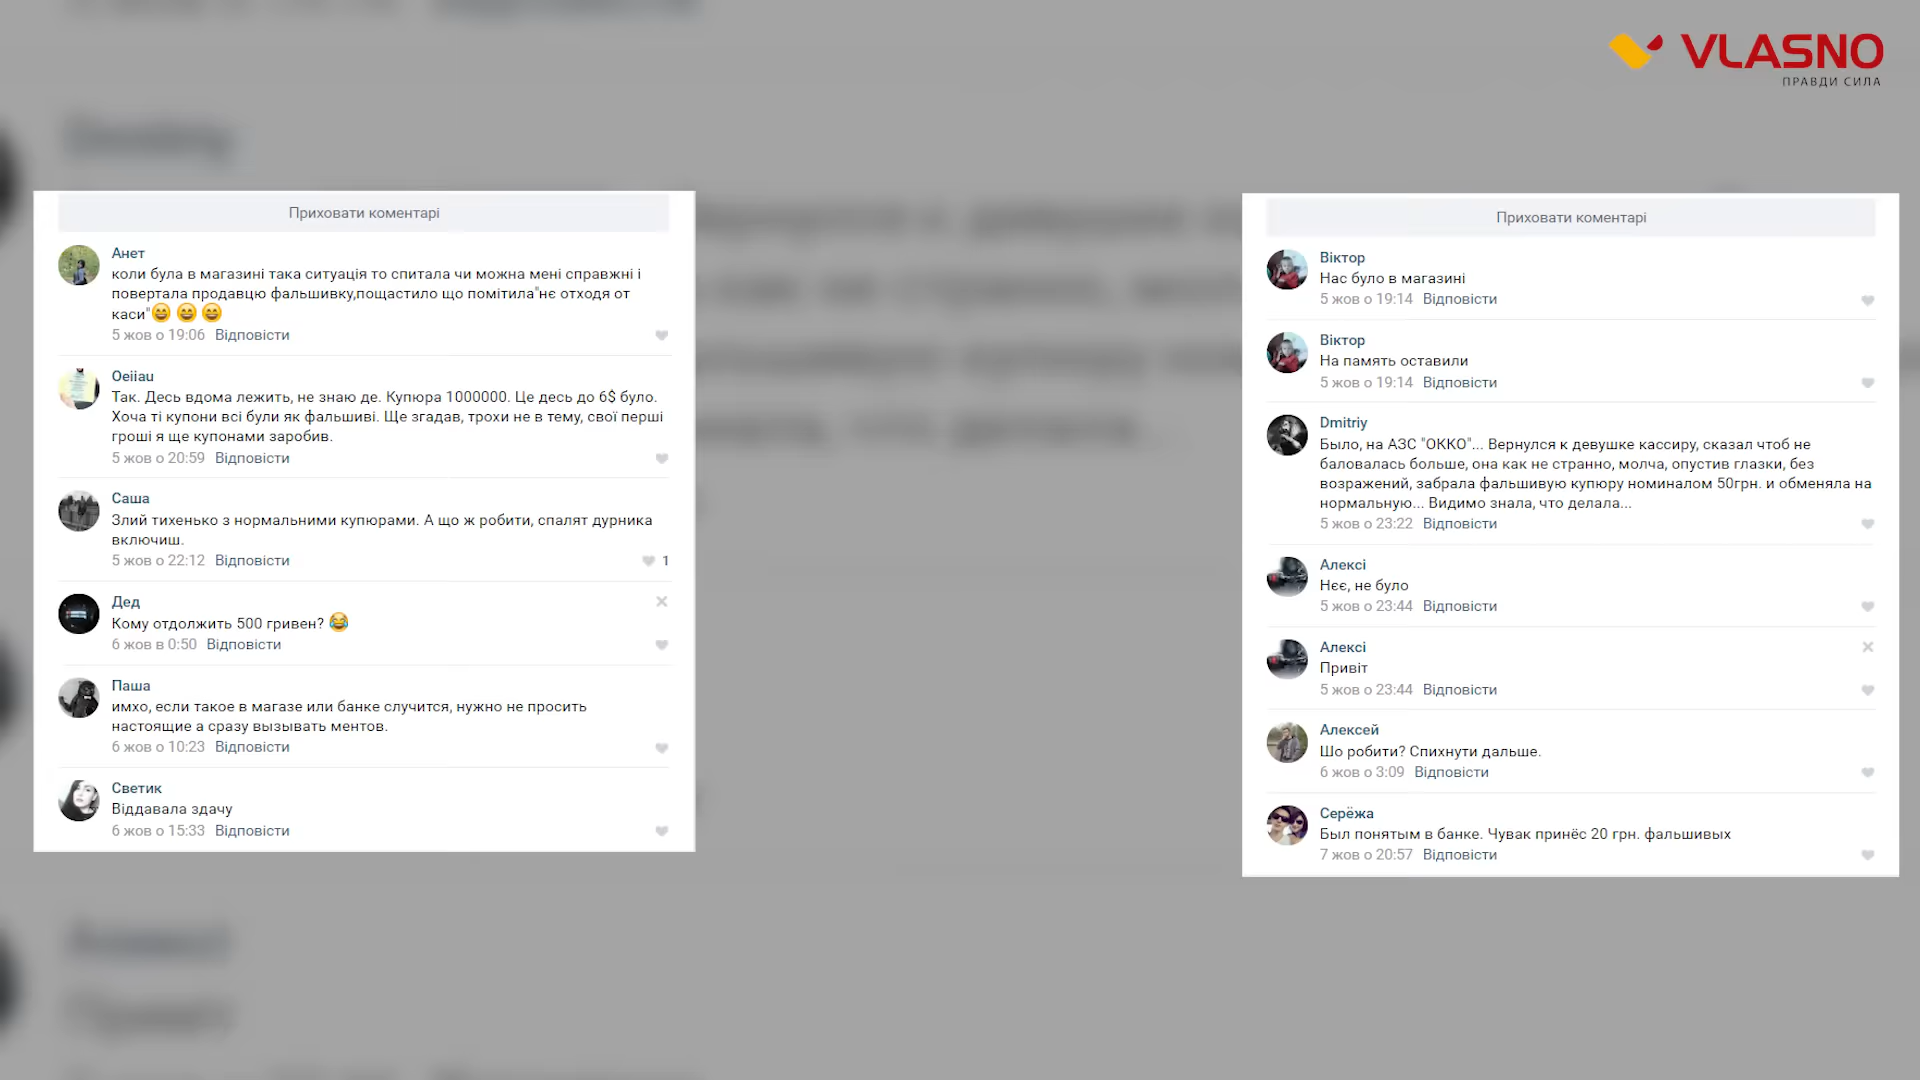 VLASNO
ПРАВДИ СИЛА
Приховати коментарі
Анет
коли була в магазині така ситуація то спитала чи можна мені справжні і
повертала продавцю фальшивку,пощастило що помітила"нє отходя от
каси"😄 😄 😄
5 жов о 19:06 Відповісти
Oeiiau
Так. Десь вдома лежить, не знаю де. Купюра 1000000. Це десь до 6$ було.
Хоча ті купони всі були як фальшиві. Ще згадав, трохи не в тему, свої перші
гроші я ще купонами заробив.
5 жов о 20:59 Відповісти
Саша
Злий тихенько з нормальними купюрами. А що ж робити, спалят дурника
включиш.
5 жов о 22:12 Відповісти 1
Дед
Кому отдолжить 500 гривен? 😂
6 жов в 0:50 Відповісти
Паша
имхо, если такое в магазе или банке случится, нужно не просить
настоящие а сразу вызывать ментов.
6 жов о 10:23 Відповісти
Светик
Віддавала здачу
6 жов о 15:33 Відповісти
Приховати коментарі
Віктор
Нас було в магазині
5 жов о 19:14 Відповісти
Віктор
На память оставили
5 жов о 19:14 Відповісти
Dmitriy
Было, на АЗС "ОККО"... Вернулся к девушке кассиру, сказал чтоб не
баловалась больше, она как не странно, молча, опустив глазки, без
возражений, забрала фальшивую купюру номиналом 50грн. и обменяла на
нормальную... Видимо знала, что делала...
5 жов о 23:22 Відповісти
Алексі
Нєє, не було
5 жов о 23:44 Відповісти
Алексі
Привіт
5 жов о 23:44 Відповісти
Алексей
Шо робити? Спихнути дальше.
6 жов о 3:09 Відповісти
Серёжа
Был понятым в банке. Чувак принёс 20 грн. фальшивых
7 жов о 20:57 Відповісти